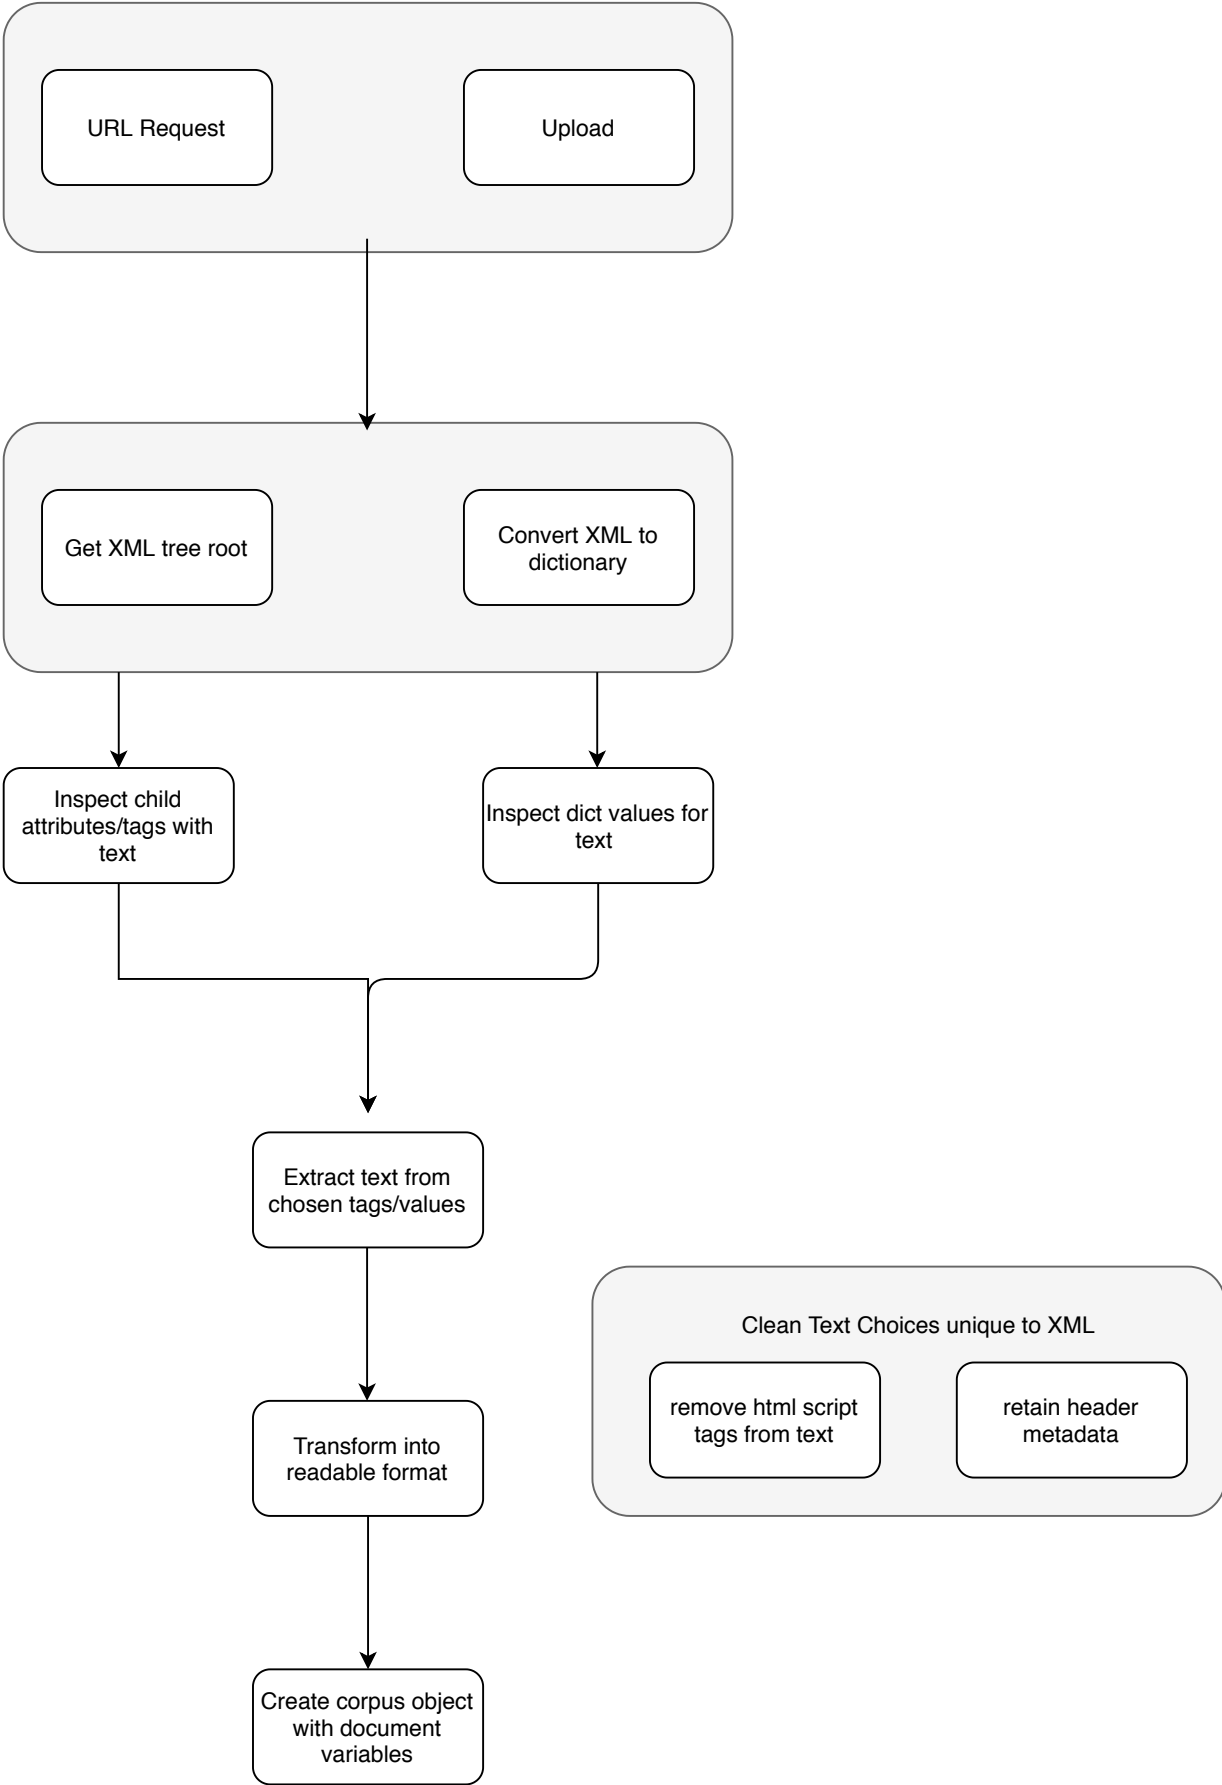 URL Request
Upload
Get XML tree root
Convert XML to
dictionary
Inspect child
attributes/tags with
text
Inspect dict values for
text
Extract text from
chosen tags/values
Clean Text Choices unique to XML
remove html script
tags from text
retain header
metadata
Transform into
readable format
Create corpus object
with document
variables